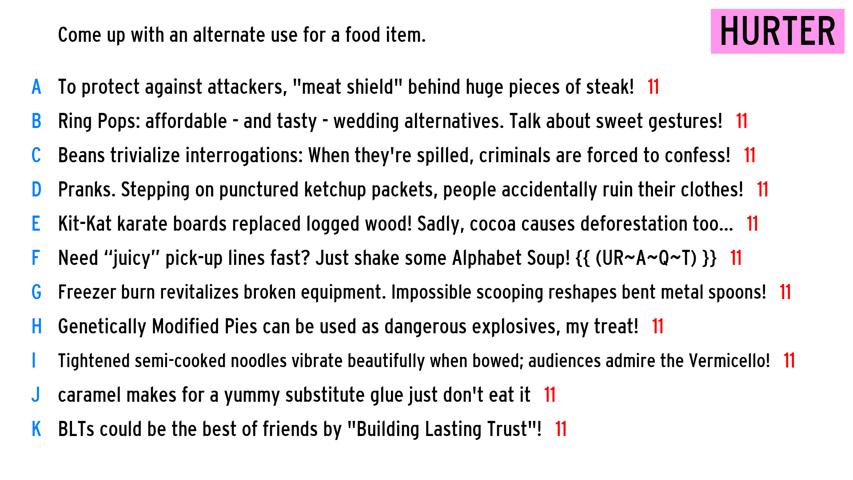 Come up with an alternate use for a food item.
HURTER
A To protect against attackers, "meat shield" behind huge pieces of steak! 11
B Ring Pops: affordable - and tasty - wedding alternatives. Talk about sweet gestures! 11
C Beans trivialize interrogations: When they're spilled, criminals are forced to confess! 11
D Pranks. Stepping on punctured ketchup packets, people accidentally ruin their clothes! 11
E Kit-Kat karate boards replaced logged wood! Sadly, cocoa causes deforestation too... 11
F Need “juicy” pick-up lines fast? Just shake some Alphabet Soup! {{ (UR~A~Q~T) }} 11
G Freezer burn revitalizes broken equipment. Impossible scooping reshapes bent metal spoons! 11
H Genetically Modified Pies can be used as dangerous explosives, my treat! 11
I Tightened semi-cooked noodles vibrate beautifully when bowed; audiences admire the Vermicello! 11
J caramel makes for a yummy substitute glue just don't eat it 11
K BLTs could be the best of friends by "Building Lasting Trust"! 11